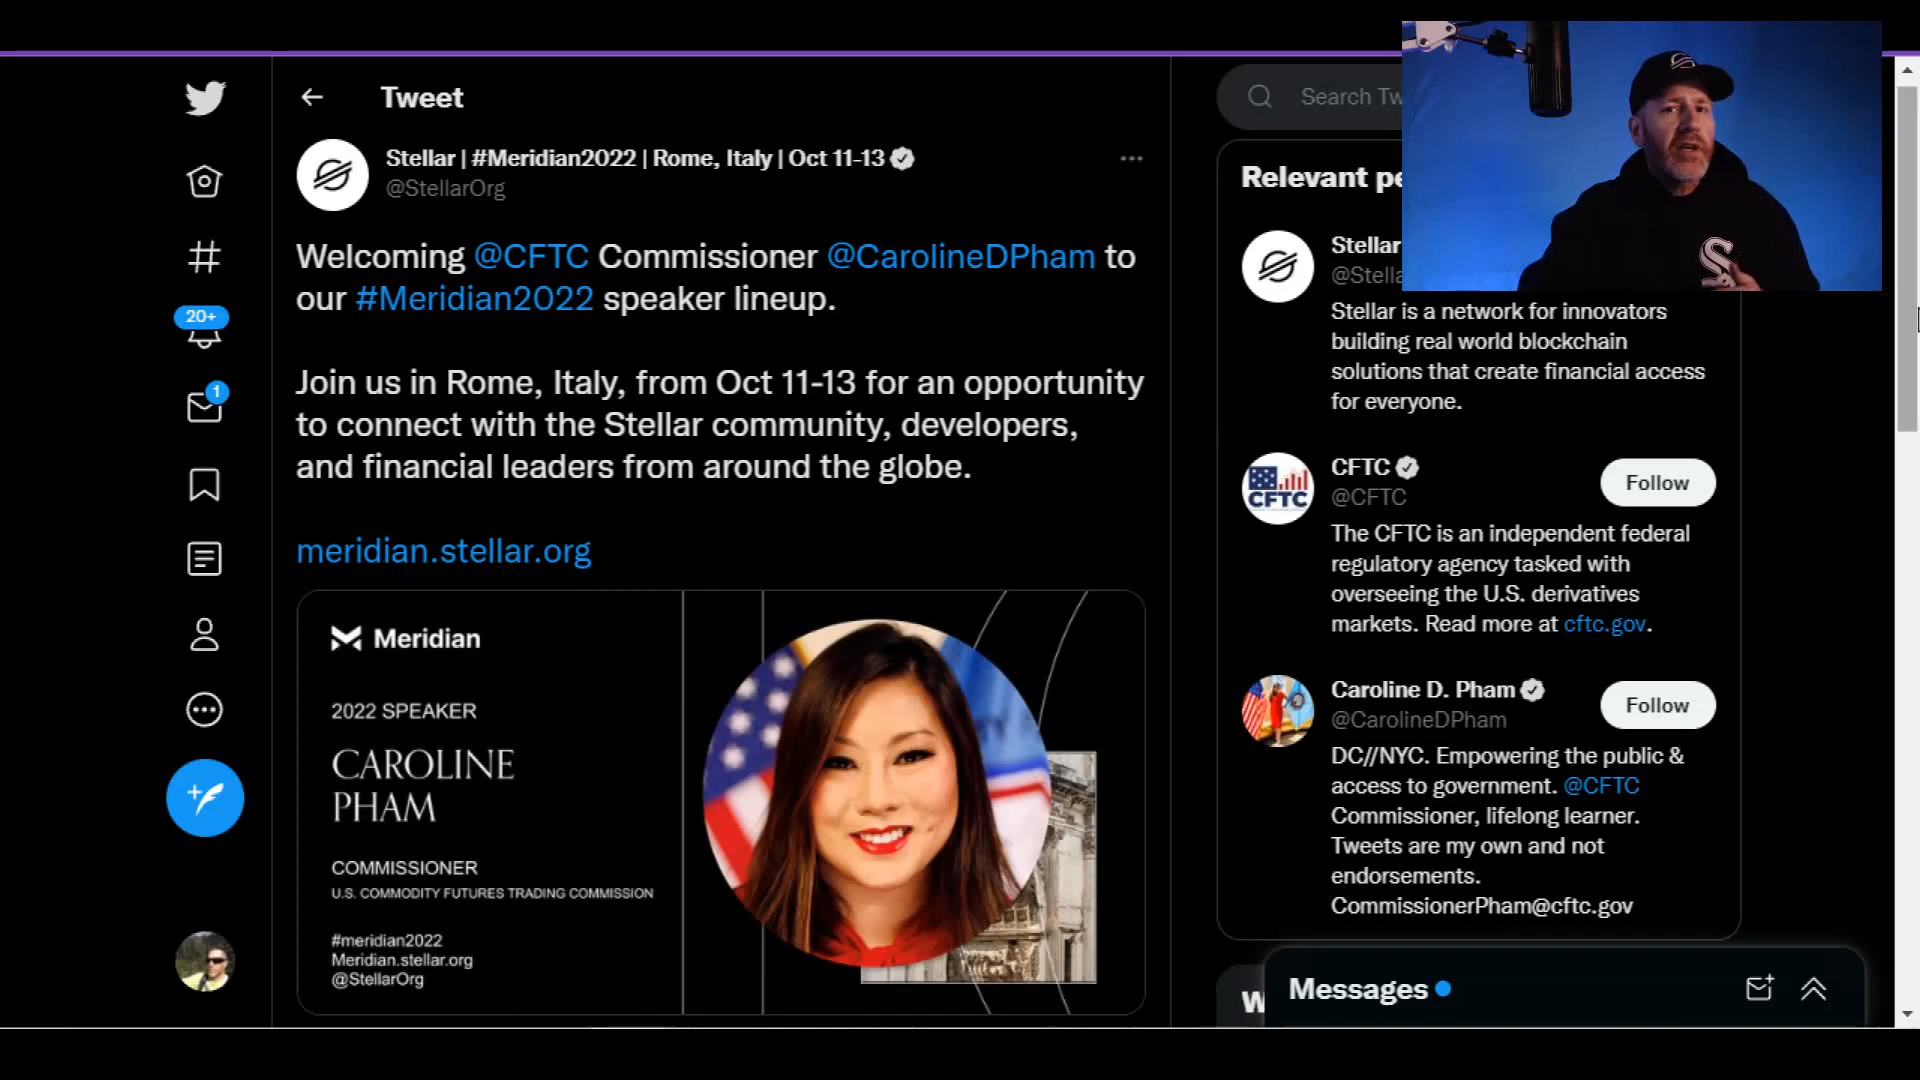 Tweet
Stellar | #Meridian2022 | Rome, Italy | Oct 11-13
@StellarOrg
Welcoming @CFTC Commissioner @CarolineDPham to
our #Meridian2022 speaker lineup.
Join us in Rome, Italy, from Oct 11-13 for an opportunity
to connect with the Stellar community, developers,
and financial leaders from around the globe.
meridian.stellar.org
Meridian
2022 SPEAKER
CAROLINE
PHAM
COMMISSIONER
U.S. COMMODITY FUTURES TRADING COMMISSION
#meridian2022
Meridian.stellar.org
@StellarOrg
20+
1
Search Tw
Relevant pe
Stellar
@Stella
Stellar is a network for innovators
building real world blockchain
solutions that create financial access
for everyone.
CFTC
Follow
@CFTC
CFTC
The CFTC is an independent federal
regulatory agency tasked with
overseeing the U.S. derivatives
markets. Read more at cftc.gov.
Caroline D. Pham
Follow
@CarolineDPham
DC//NYC. Empowering the public &
access to government. @CFTC
Commissioner, lifelong learner.
Tweets are my own and not
endorsements.
CommissionerPham@cftc.gov
W
Messages